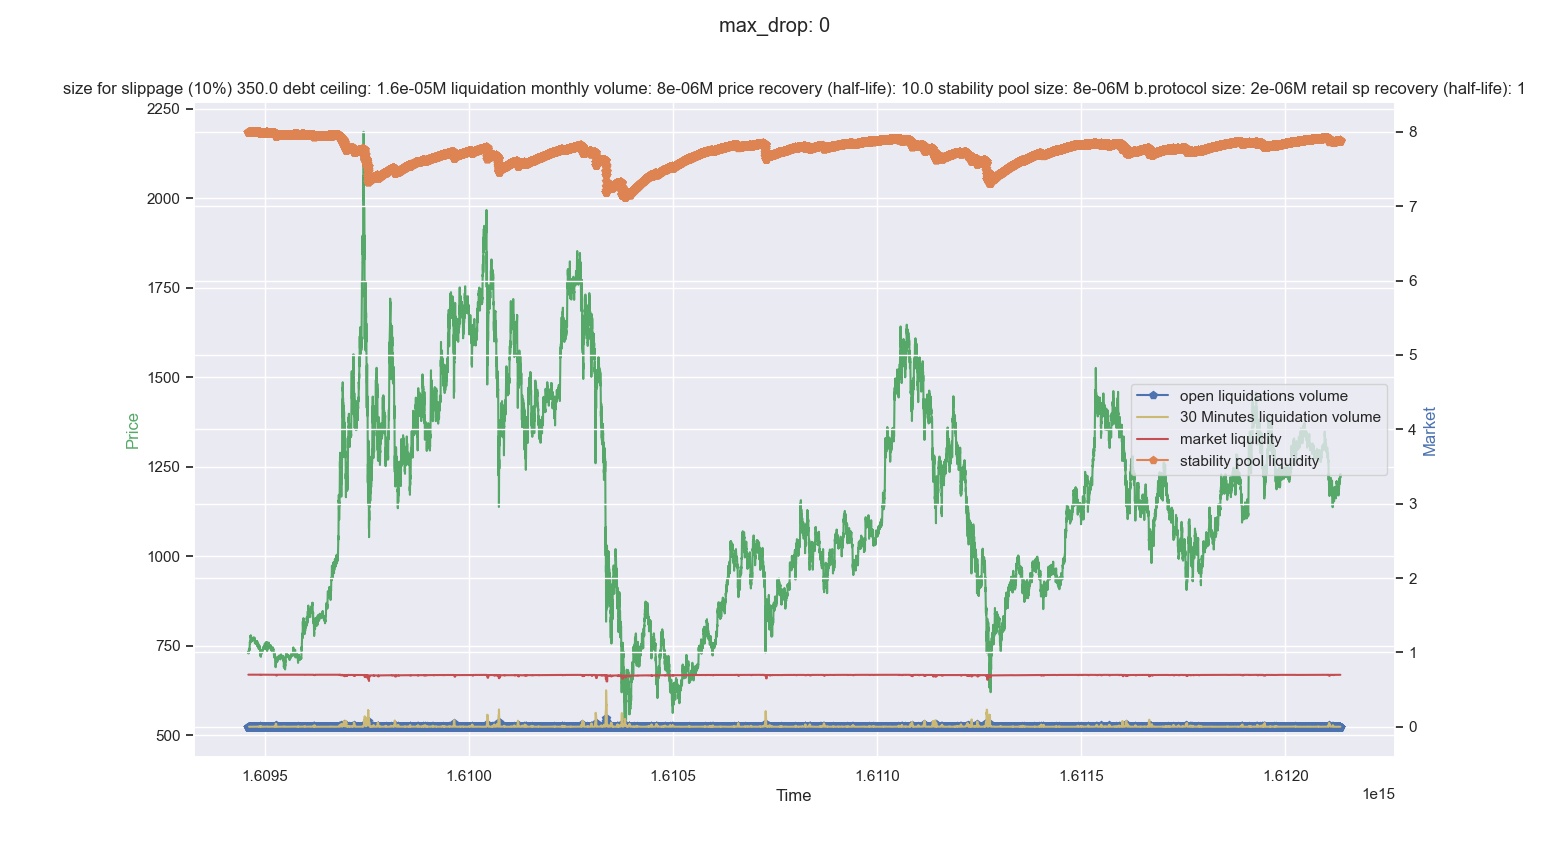 max_drop: 0
size for slippage (10%) 350.0 debt ceiling: 1.6e-05M liquidation monthly volume: 8e-06M price recovery (half-life): 10.0 stability pool size: 8e-06M b.protocol size: 2e-06M retail sp recovery (half-life): 1
2250
2000
1750
1500
1250
1000
750
500
Price
8
7
6
5
4
3
2
1
0
Market
open liquidations volume
30 Minutes liquidation volume
market liquidity
stability pool liquidity
1.6095 1.6100 1.6105 1.6110 1.6115 1.6120
Time
1e15